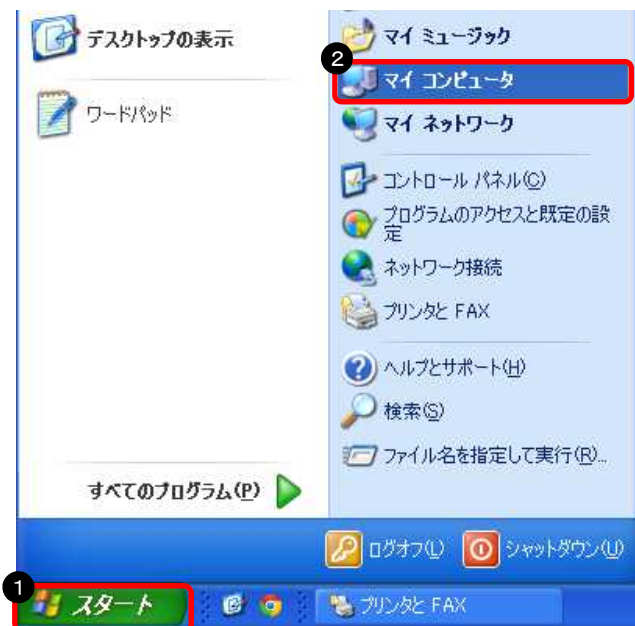 デスクトップの表示
ワードパッド
すべてのプログラム(P)
マイ ミュージック
2
マイ コンピュータ
マイ ネットワーク
コントロール パネル(C)
プログラムのアクセスと既定の設
定
ネットワーク接続
プリンタと FAX
ヘルプとサポート(H)
検索(S)
ファイル名を指定して実行(R)...
ログオフ(L)
シャットダウン(U)
1
スタート
プリンタと FAX